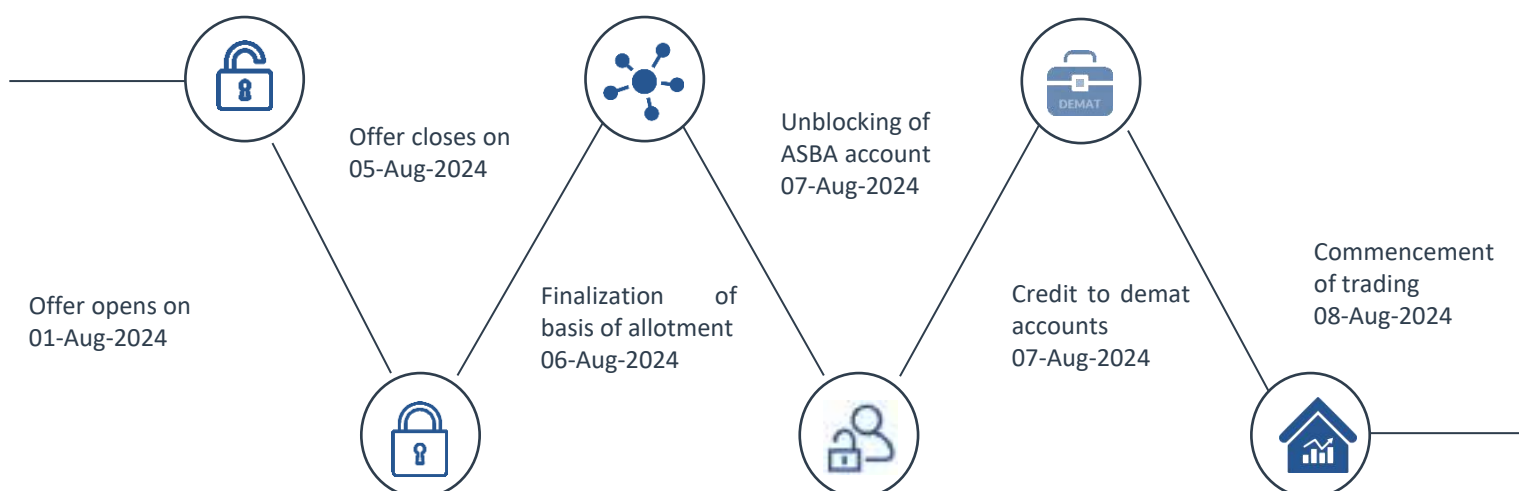 Offer opens on
01-Aug-2024
Offer closes on
05-Aug-2024
Finalization of
basis of allotment
06-Aug-2024
Unblocking of
ASBA account
07-Aug-2024
DEMAT
Credit to demat
accounts
07-Aug-2024
Commencement
of trading
08-Aug-2024